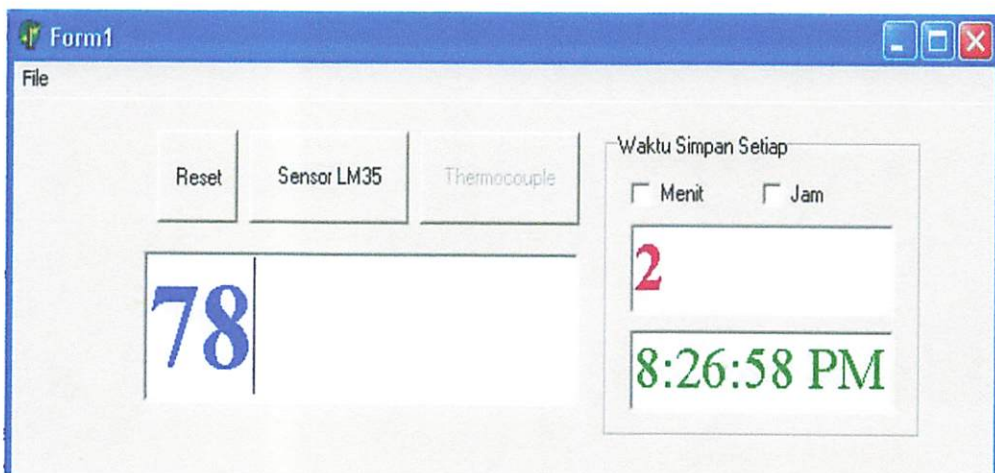 Form1
File
Reset
Sensor LM35
Thermocouple
Waktu Simpan Setiap
Menit
Jam
78
2
8:26:58 PM